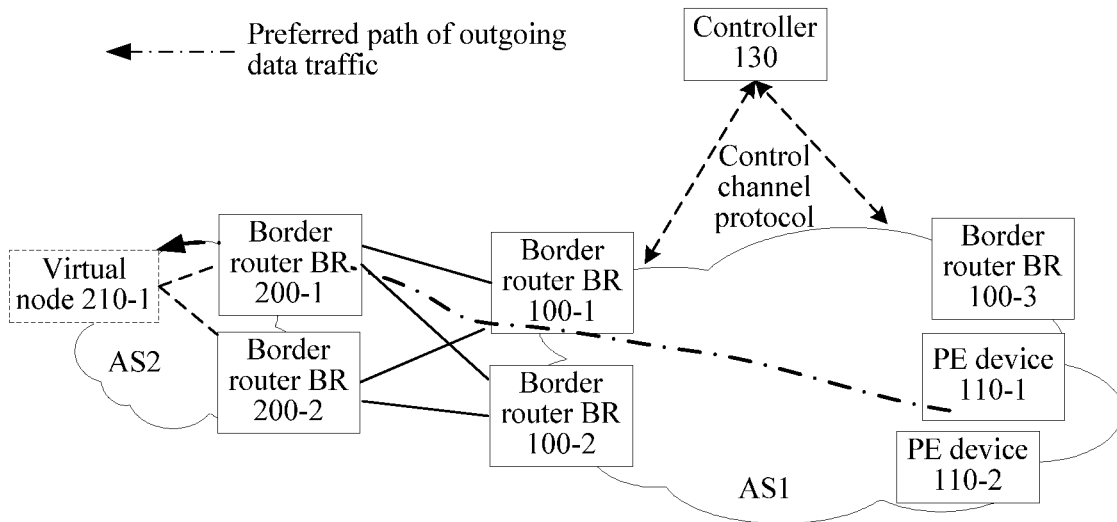 Preferred path of outgoing
data traffic
Controller
130
Control
channel
protocol
Virtual
node 210-1
Border
router BR
200-1
Border
router BR
200-2
AS2
Border
router BR
100-1
Border
router BR
100-2
Border
router BR
100-3
PE device
110-1
PE device
110-2
AS1